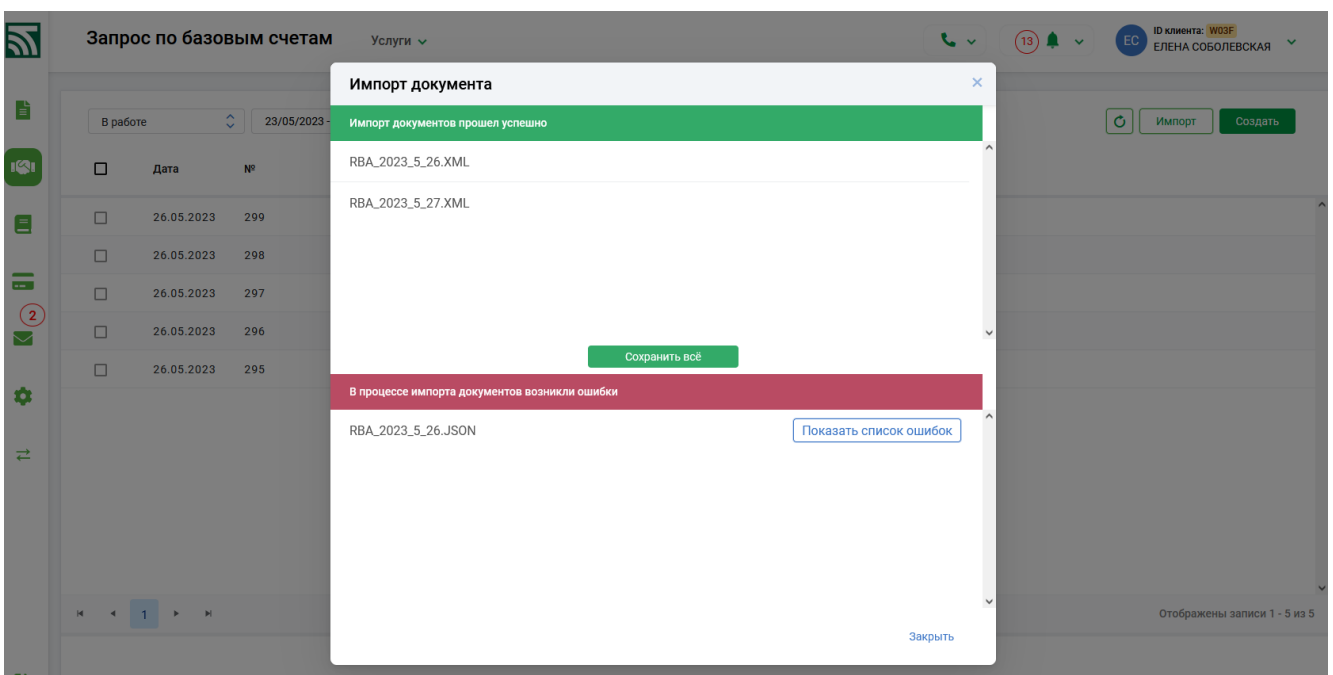 Запрос по базовым счетам
Услуги
13
ЕС
ID клиента: W03F
ЕЛЕНА СОБОЛЕВСКАЯ
Импорт документа
В работе
23/05/2023 -
Импорт документов прошел успешно
Импорт
Создать
Дата
№
RBA_2023_5_26.XML
RBA_2023_5_27.XML
26.05.2023 299
26.05.2023 298
26.05.2023 297
2
26.05.2023 296
Сохранить всё
26.05.2023 295
В процессе импорта документов возникли ошибки
RBA_2023_5_26.JSON
Показать список ошибок
1
Отображены записи 1 - 5 из 5
Закрыть